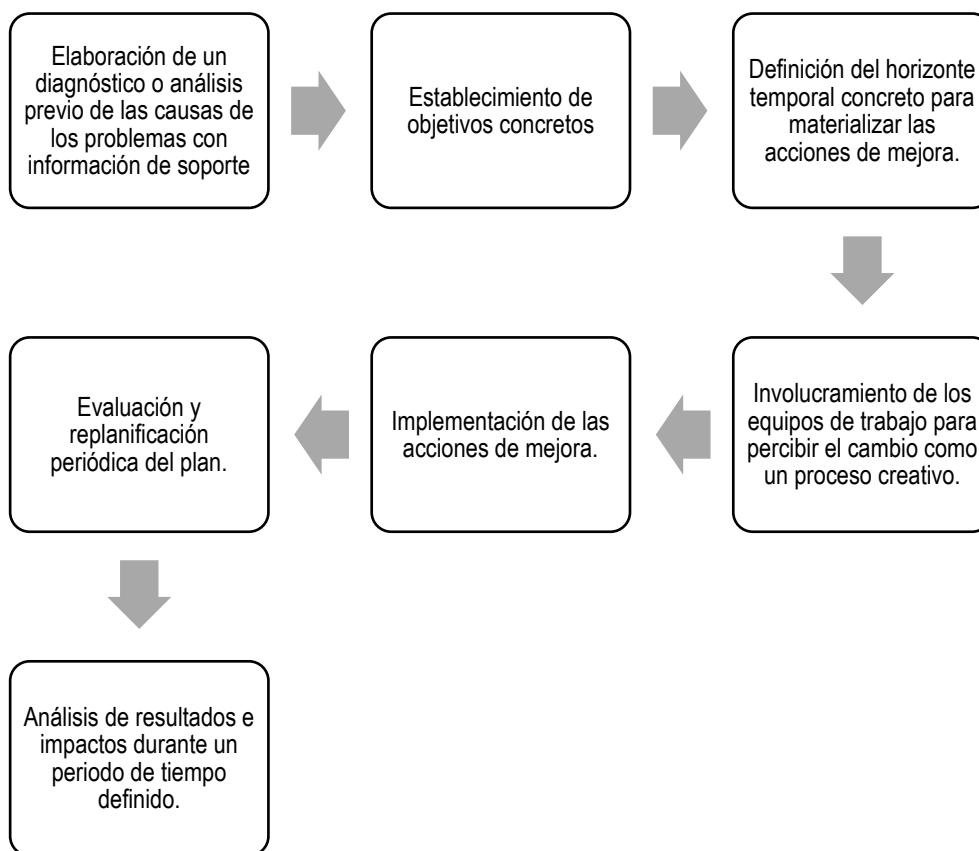 Elaboración de un
diagnóstico o análisis
previo de las causas de
los problemas con
información de soporte
Establecimiento de
objetivos concretos
Definición del horizonte
temporal concreto para
materializar las
acciones de mejora.
Involucramiento de los
equipos de trabajo para
percibir el cambio como
un proceso creativo.
Implementación de las
acciones de mejora.
Evaluación y
replanificación
periódica del plan.
Análisis de resultados e
impactos durante un
periodo de tiempo
definido.